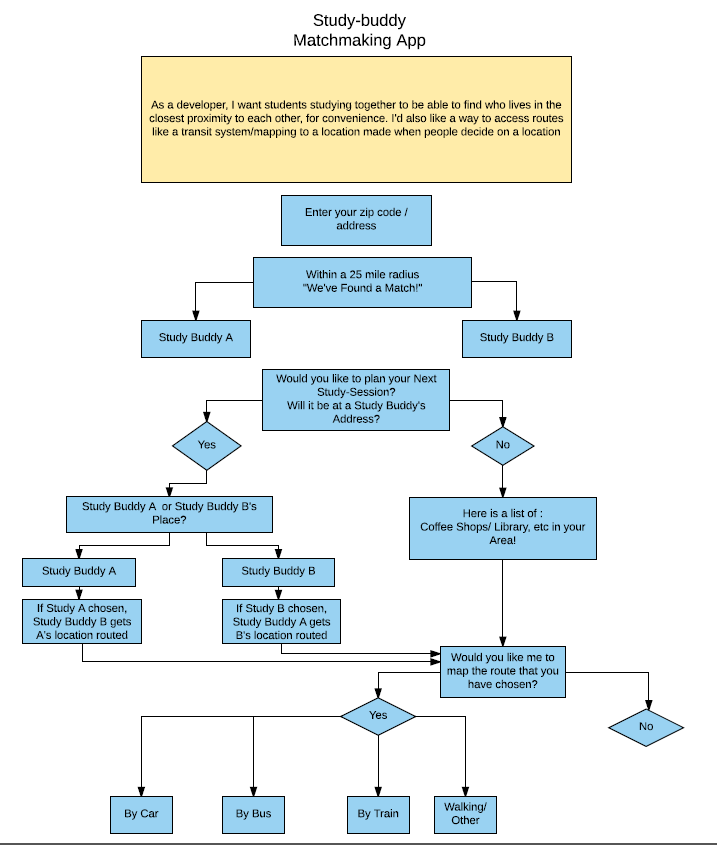 Study-buddy
Matchmaking App
As a developer, I want students studying together to be able to find who lives in the
closest proximity to each other, for convenience. I'd also like a way to access routes
like a transit system/mapping to a location made when people decide on a location
Enter your zip code /
address
Within a 25 mile radius
"We've Found a Match!"
Study Buddy A
Study Buddy B
Would you like to plan your Next
Study-Session?
Will it be at a Study Buddy's
Address?
Yes
No
Study Buddy A  or Study Buddy B's
Place?
Here is a list of :
Coffee Shops/ Library, etc in your
Area!
Study Buddy A
Study Buddy B
If Study A chosen,
Study Buddy B gets
A's location routed
If Study B chosen,
Study Buddy A gets
B's location routed
Would you like me to
map the route that you
have chosen?
Yes
No
By Car
By Bus
By Train
Walking/
Other